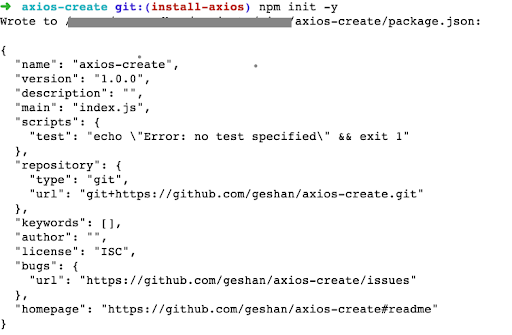 ➜ axios-create git:(install-axios) npm init -y
Wrote to /axios-create/package.json:
{
"name": "axios-create",
"version": "1.0.0",
"description": "",
"main": "index.js",
"scripts": {
"test": "echo \"Error: no test specified\" && exit 1"
},
"repository": {
"type": "git",
"url": "git+https://github.com/geshan/axios-create.git"
},
"keywords": [],
"author": "",
"license": "ISC",
"bugs": {
"url": "https://github.com/geshan/axios-create/issues"
},
"homepage": "https://github.com/geshan/axios-create#readme"
}